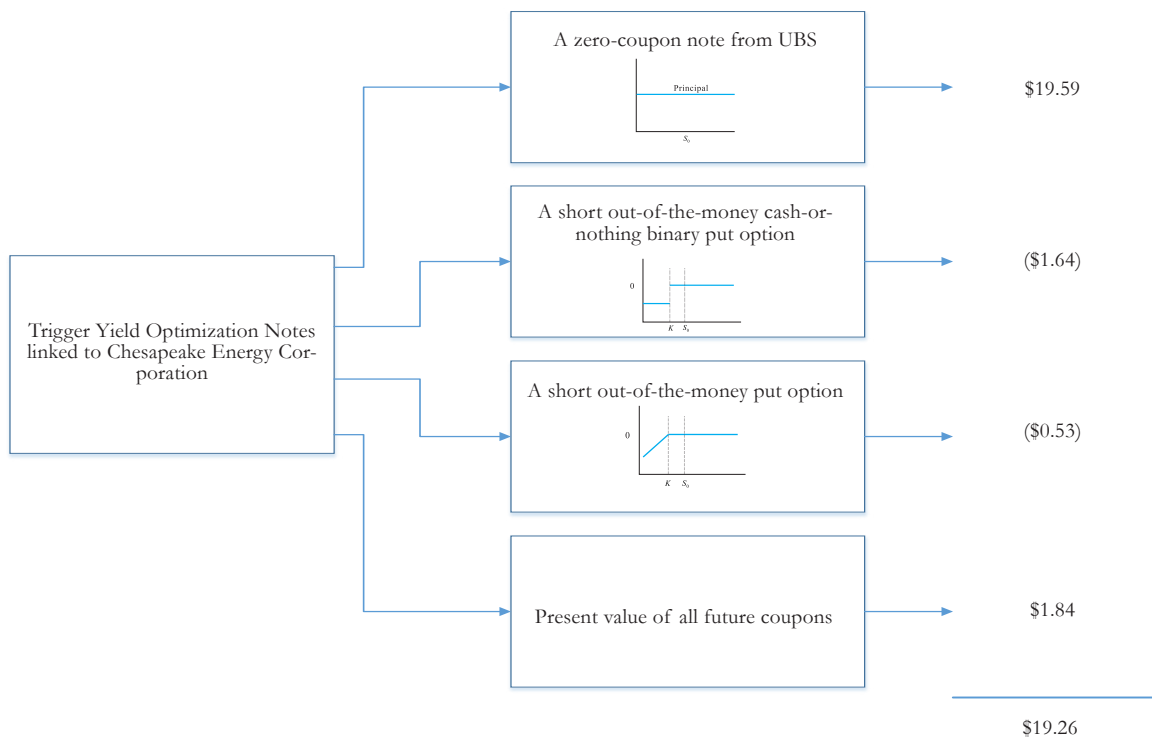 A zero-coupon note from UBS
Principal
S₀
$19.59
A short out-of-the-money cash-or-
nothing binary put option
0
K S₀
($1.64)
Trigger Yield Optimization Notes
linked to Chesapeake Energy Cor-
poration
A short out-of-the-money put option
0
K S₀
($0.53)
Present value of all future coupons
$1.84
$19.26